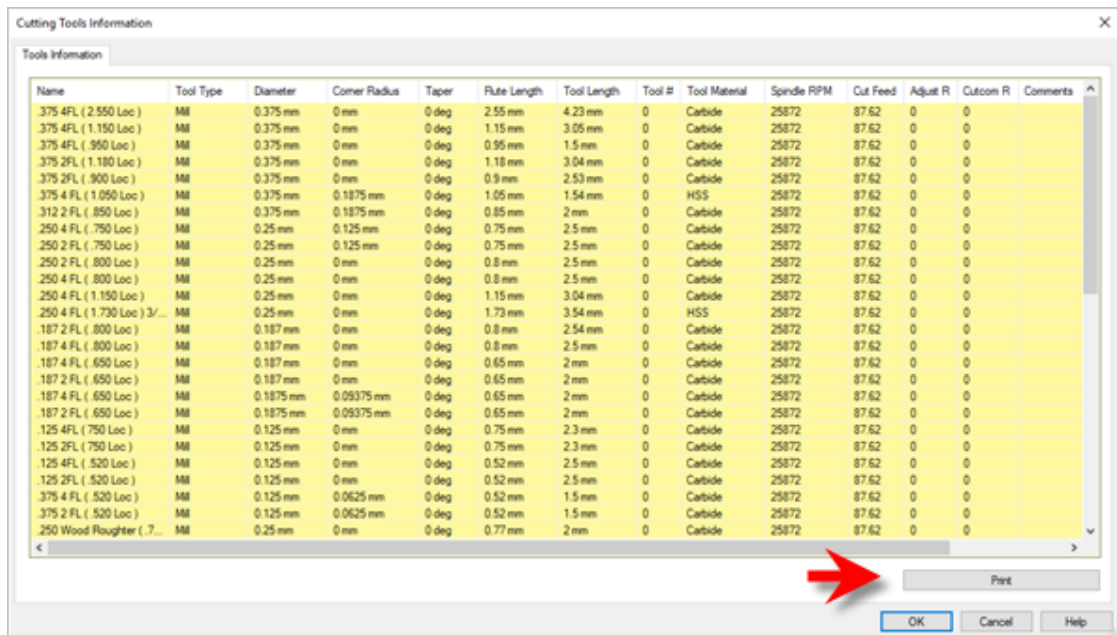 Cutting Tools Information
Tools Information
Name Tool Type Diameter Corner Radius Taper Flute Length Tool Length Tool # Tool Material Spindle RPM Cut Feed Adjust R Cutcom R Comments
.375 4FL ( 2.550 Loc ) Mill 0.375 mm 0 mm 0 deg 2.55 mm 4.23 mm 0 Carbide 25872 87.62 0 0
.375 4FL ( 1.150 Loc ) Mill 0.375 mm 0 mm 0 deg 1.15 mm 3.05 mm 0 Carbide 25872 87.62 0 0
.375 4FL ( .950 Loc ) Mill 0.375 mm 0 mm 0 deg 0.95 mm 1.5 mm 0 Carbide 25872 87.62 0 0
.375 2FL ( 1.180 Loc ) Mill 0.375 mm 0 mm 0 deg 1.18 mm 3.04 mm 0 Carbide 25872 87.62 0 0
.375 2FL ( .900 Loc ) Mill 0.375 mm 0 mm 0 deg 0.9 mm 2.53 mm 0 Carbide 25872 87.62 0 0
.375 4 FL ( 1.050 Loc ) Mill 0.375 mm 0.1875 mm 0 deg 1.05 mm 1.54 mm 0 HSS 25872 87.62 0 0
.312 2 FL ( .850 Loc ) Mill 0.375 mm 0.1875 mm 0 deg 0.85 mm 2 mm 0 Carbide 25872 87.62 0 0
.250 4 FL ( .750 Loc ) Mill 0.25 mm 0.125 mm 0 deg 0.75 mm 2.5 mm 0 Carbide 25872 87.62 0 0
.250 2 FL ( .750 Loc ) Mill 0.25 mm 0.125 mm 0 deg 0.75 mm 2.5 mm 0 Carbide 25872 87.62 0 0
.250 2 FL ( .800 Loc ) Mill 0.25 mm 0 mm 0 deg 0.8 mm 2.5 mm 0 Carbide 25872 87.62 0 0
.250 4 FL ( .800 Loc ) Mill 0.25 mm 0 mm 0 deg 0.8 mm 2.5 mm 0 Carbide 25872 87.62 0 0
.250 4 FL ( 1.150 Loc ) Mill 0.25 mm 0 mm 0 deg 1.15 mm 3.04 mm 0 Carbide 25872 87.62 0 0
.250 4 FL ( 1.730 Loc ) 3/... Mill 0.25 mm 0 mm 0 deg 1.73 mm 3.54 mm 0 HSS 25872 87.62 0 0
.187 2 FL ( .800 Loc ) Mill 0.187 mm 0 mm 0 deg 0.8 mm 2.54 mm 0 Carbide 25872 87.62 0 0
.187 4 FL ( .800 Loc ) Mill 0.187 mm 0 mm 0 deg 0.8 mm 2.5 mm 0 Carbide 25872 87.62 0 0
.187 4 FL ( .650 Loc ) Mill 0.187 mm 0 mm 0 deg 0.65 mm 2 mm 0 Carbide 25872 87.62 0 0
.187 2 FL ( .650 Loc ) Mill 0.187 mm 0 mm 0 deg 0.65 mm 2 mm 0 Carbide 25872 87.62 0 0
.187 4 FL ( .650 Loc ) Mill 0.1875 mm 0.09375 mm 0 deg 0.65 mm 2 mm 0 Carbide 25872 87.62 0 0
.187 2 FL ( .650 Loc ) Mill 0.1875 mm 0.09375 mm 0 deg 0.65 mm 2 mm 0 Carbide 25872 87.62 0 0
.125 4FL ( 750 Loc ) Mill 0.125 mm 0 mm 0 deg 0.75 mm 2.3 mm 0 Carbide 25872 87.62 0 0
.125 2FL ( 750 Loc ) Mill 0.125 mm 0 mm 0 deg 0.75 mm 2.3 mm 0 Carbide 25872 87.62 0 0
.125 4FL ( .520 Loc ) Mill 0.125 mm 0 mm 0 deg 0.52 mm 2.5 mm 0 Carbide 25872 87.62 0 0
.125 2FL ( .520 Loc ) Mill 0.125 mm 0 mm 0 deg 0.52 mm 2.5 mm 0 Carbide 25872 87.62 0 0
.375 4 FL ( .520 Loc ) Mill 0.125 mm 0.0625 mm 0 deg 0.52 mm 1.5 mm 0 Carbide 25872 87.62 0 0
.375 2 FL ( .520 Loc ) Mill 0.125 mm 0.0625 mm 0 deg 0.52 mm 1.5 mm 0 Carbide 25872 87.62 0 0
.250 Wood Roughter ( .7... Mill 0.25 mm 0 mm 0 deg 0.77 mm 2 mm 0 Carbide 25872 87.62 0 0
Print
OK Cancel Help